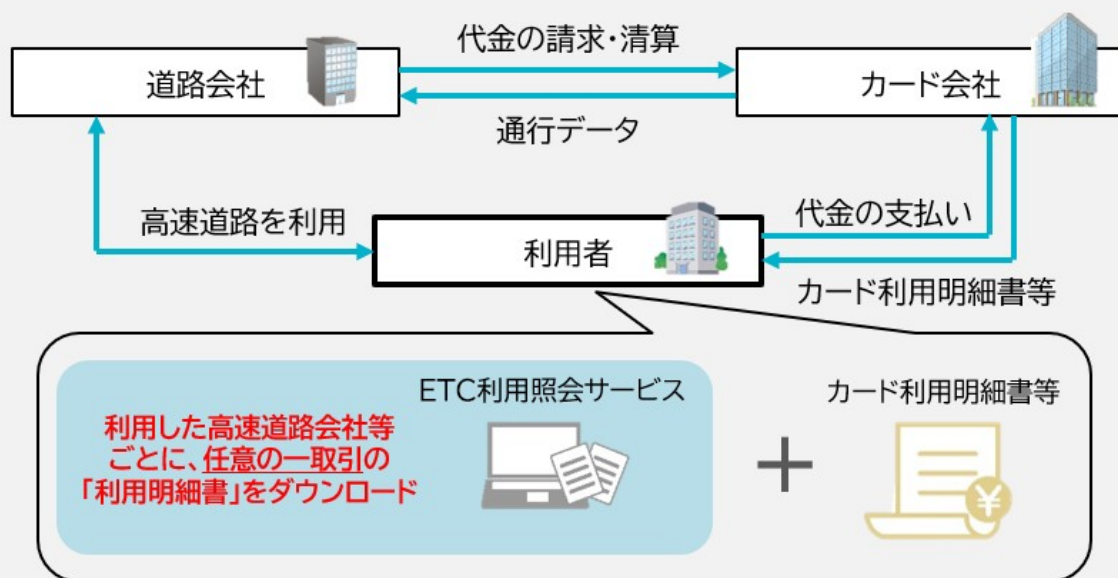 代金の請求・清算
道路会社
カード会社
通行データ
高速道路を利用
代金の支払い
利用者
カード利用明細書等
ETC利用照会サービス
カード利用明細書等
利用した高速道路会社等
ごとに、任意の一取引の
「利用明細書」をダウンロード
+
¥